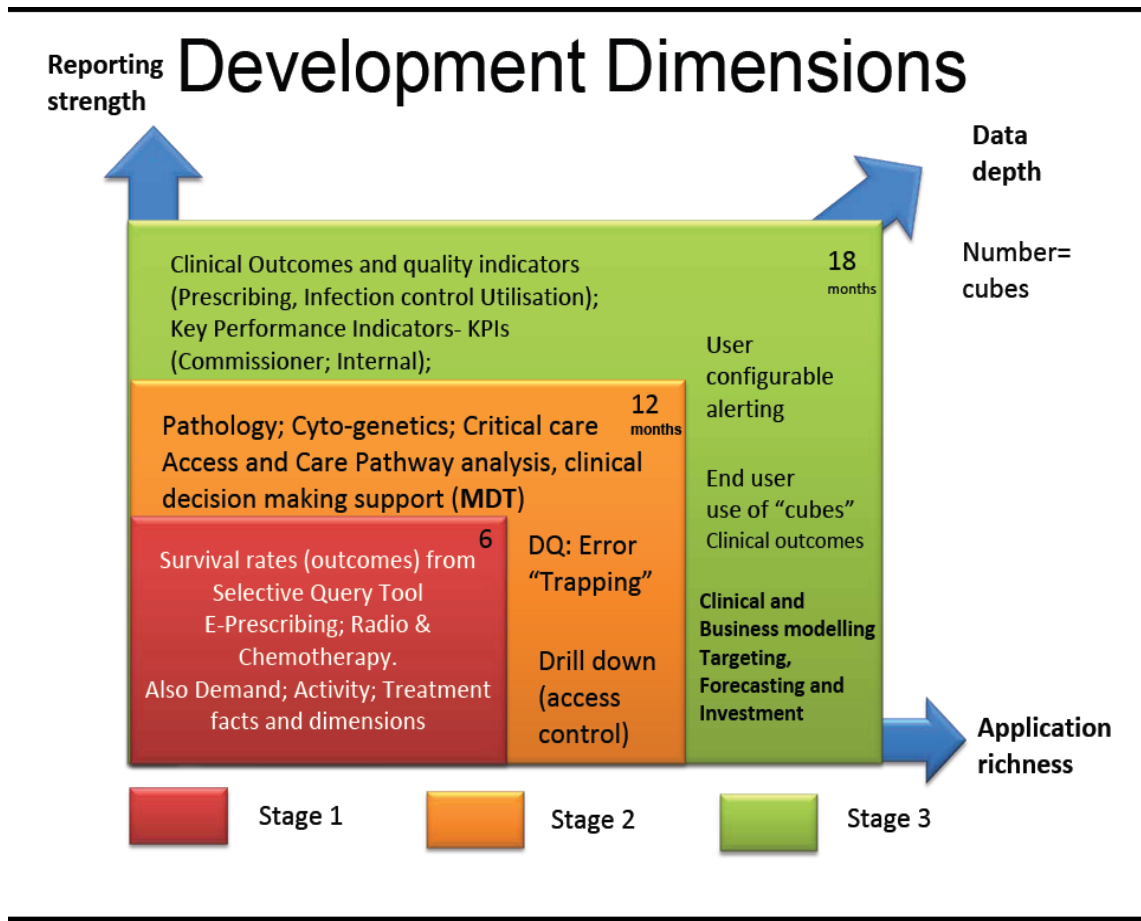 Development Dimensions
Reporting
strength
Data
depth
Number=
cubes
Clinical Outcomes and quality indicators
(Prescribing, Infection control Utilisation);
Key Performance Indicators- KPIs
(Commissioner; Internal);
18
months
User
configurable
alerting
End user
use of “cubes”
Clinical outcomes
Clinical and
Business modelling
Targeting,
Forecasting and
Investment
12
months
Pathology; Cyto-genetics; Critical care
Access and Care Pathway analysis, clinical
decision making support (MDT)
DQ: Error
“Trapping”
Drill down
(access
control)
6
Survival rates (outcomes) from
Selective Query Tool
E-Prescribing; Radio &
Chemotherapy.
Also Demand; Activity; Treatment
facts and dimensions
Application
richness
Stage 1
Stage 2
Stage 3